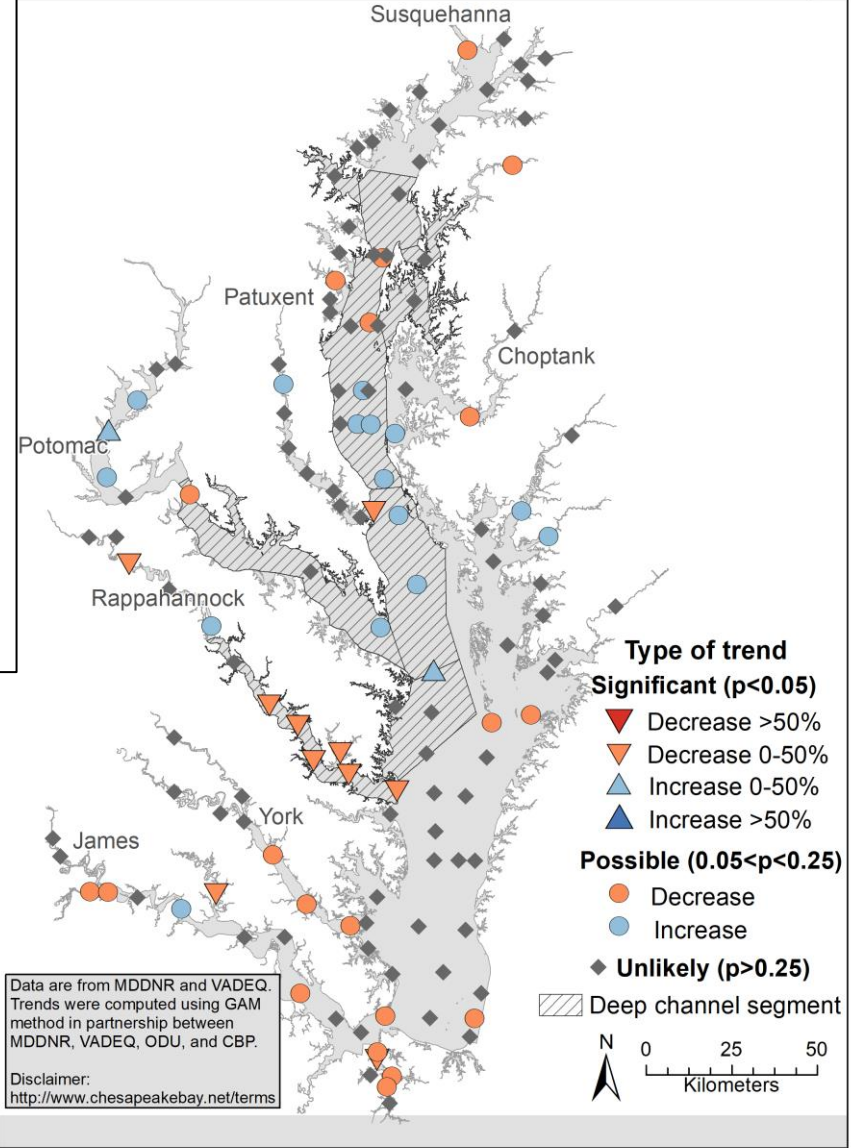 Susquehanna
Patuxent
Choptank
Potomac
Rappahannock
York
James
Type of trend
Significant (p<0.05)
Decrease >50%
Decrease 0-50%
Increase 0-50%
Increase >50%
Possible (0.05<p<0.25)
Decrease
Increase
Unlikely (p>0.25)
Deep channel segment
N
0 25 50
Kilometers
Data are from MDDNR and VADEQ.
Trends were computed using GAM
method in partnership between
MDDNR, VADEQ, ODU, and CBP.
Disclaimer:
http://www.chesapeakebay.net/terms